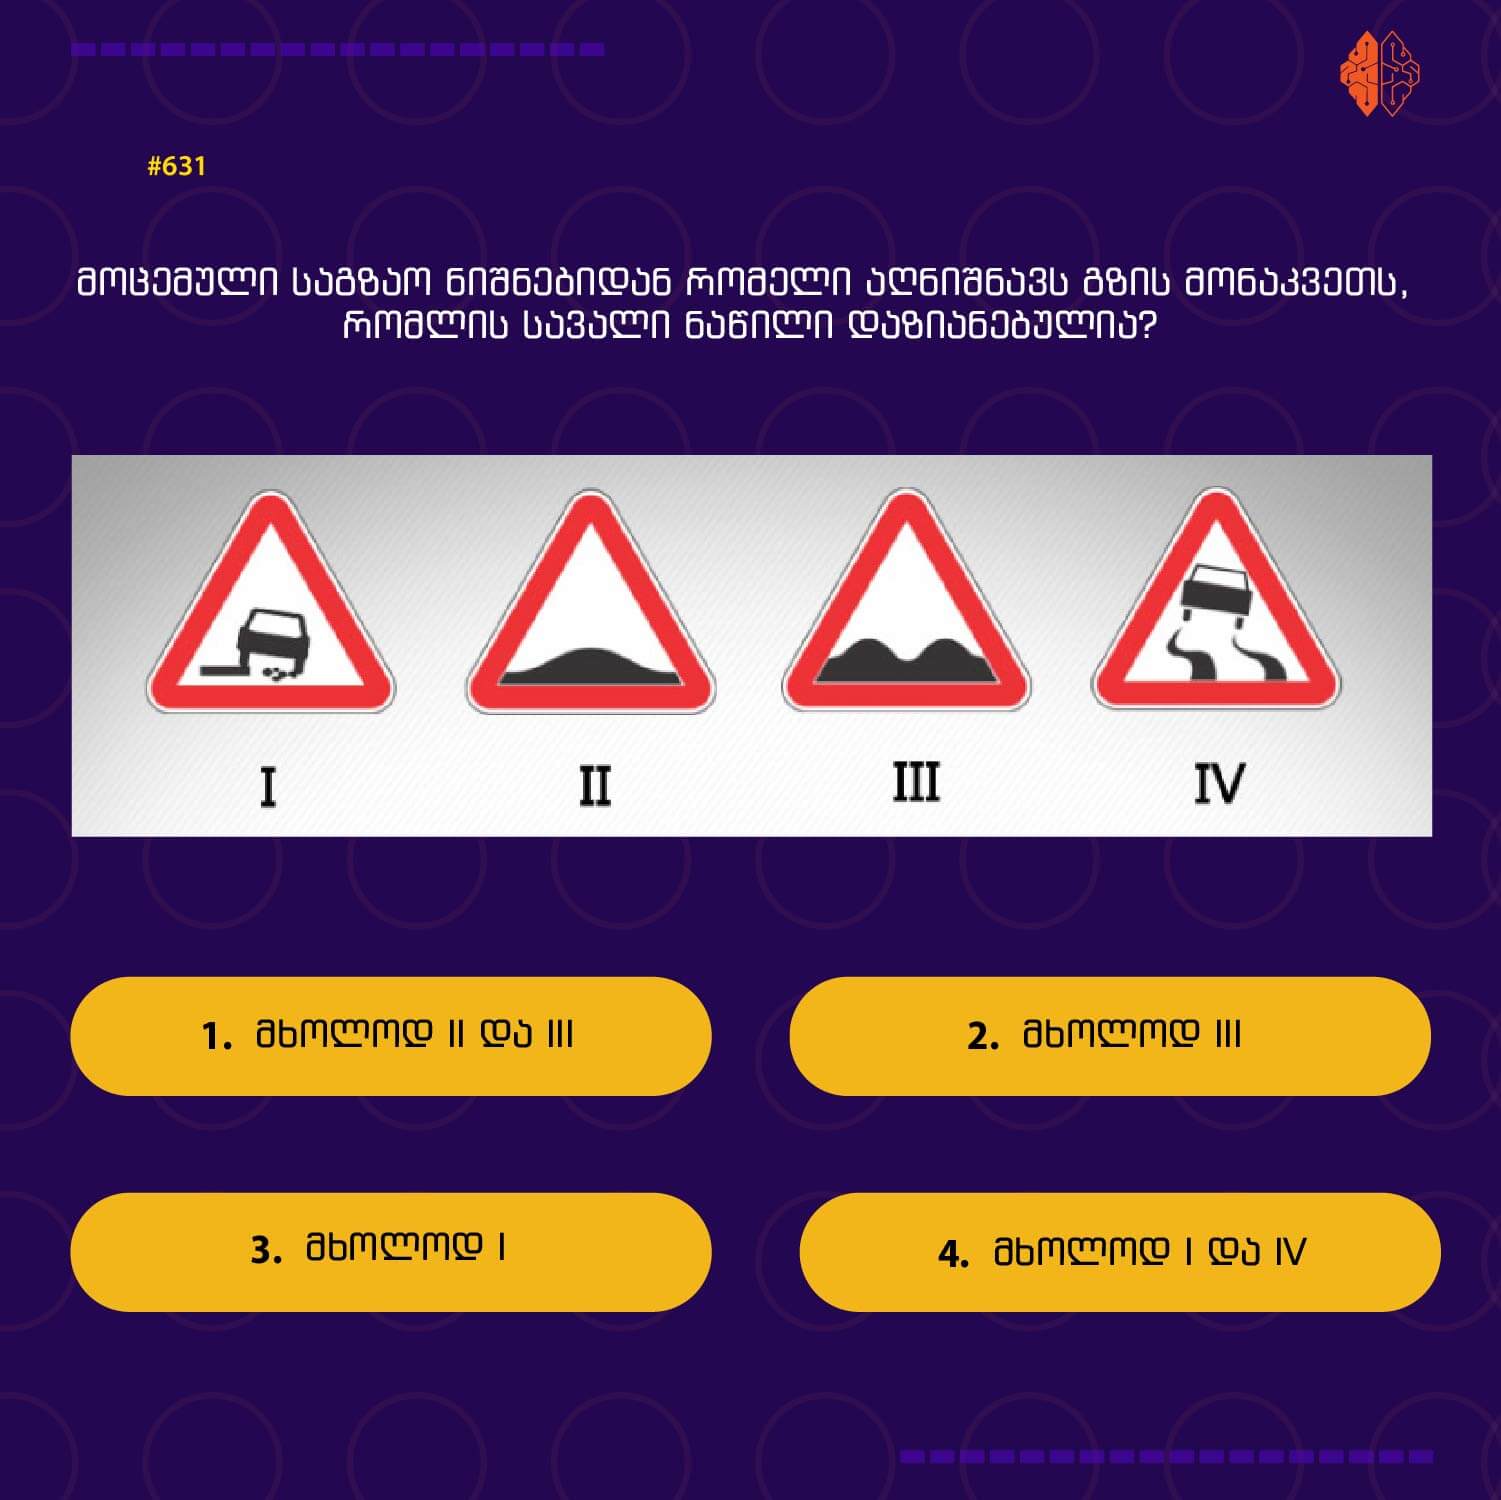 #631
მოცემული საგზაო ნიშნებიდან რომელი აღნიშნავს გზის მონაკვეთს,
რომლის სავალი ნაწილი დაზიანებულია?
I II III IV
1. მხოლოდ II და III
2. მხოლოდ III
3. მხოლოდ I
4. მხოლოდ I და IV